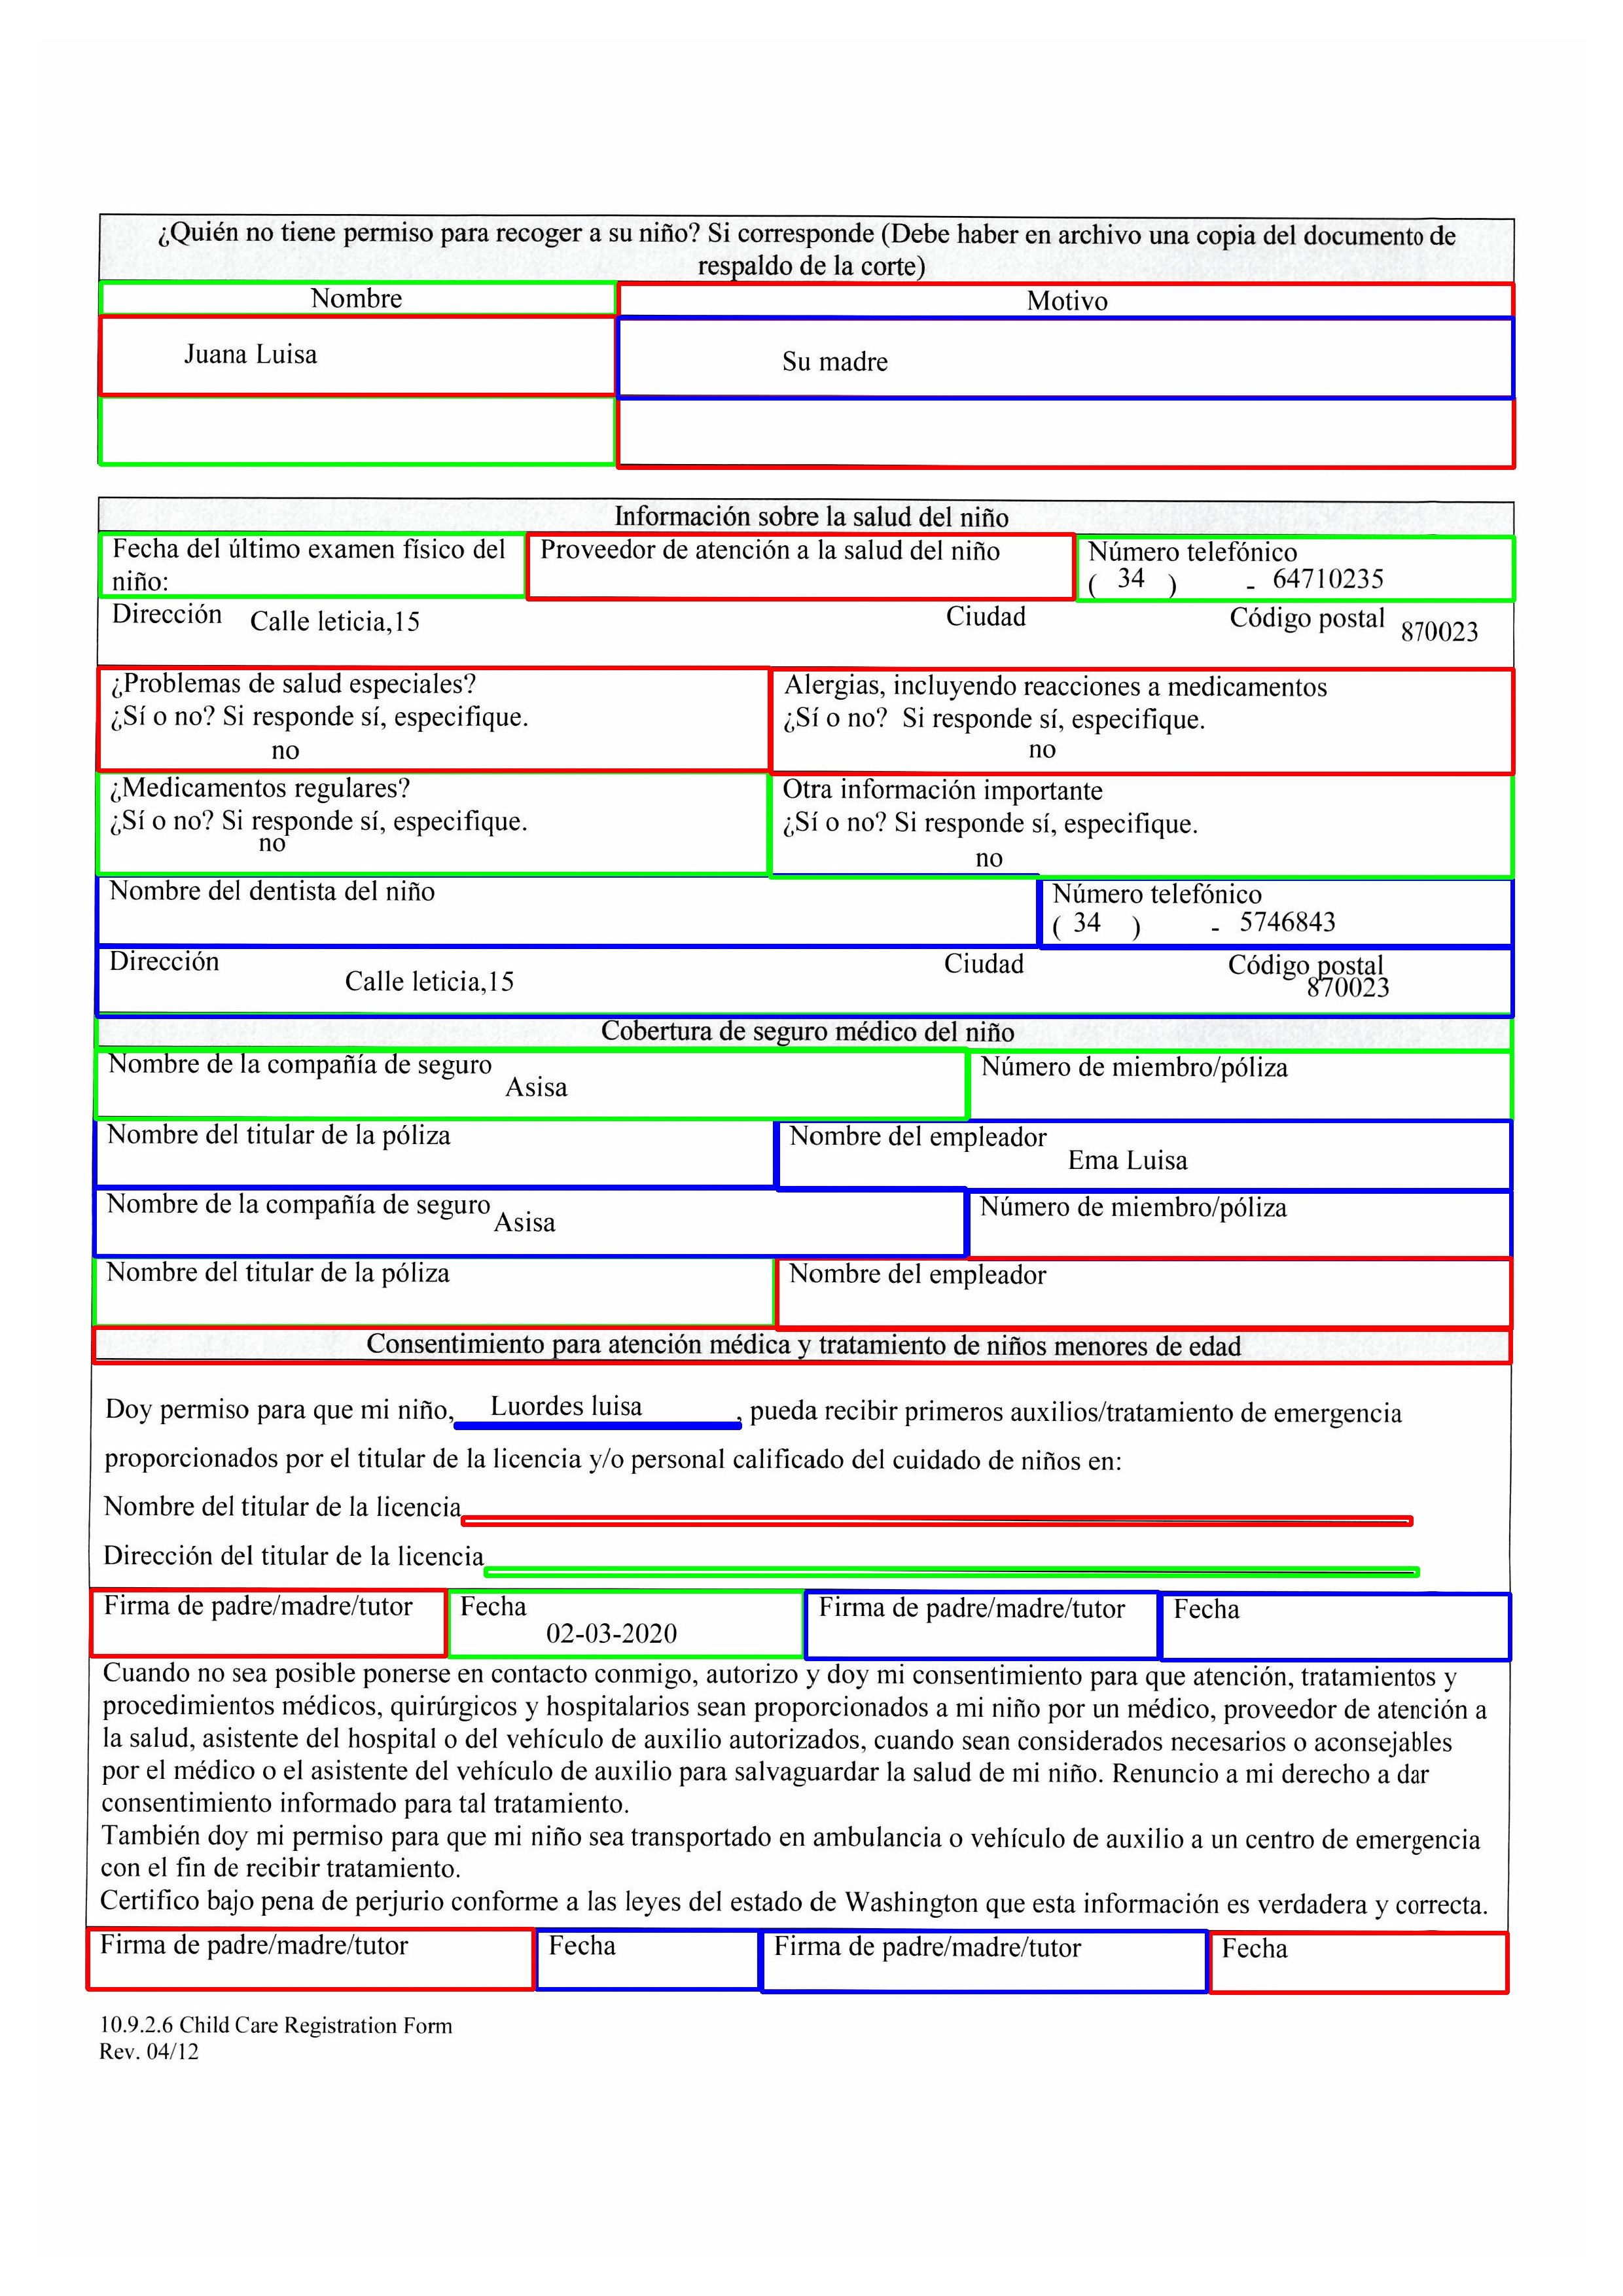 ¿Quién no tiene permiso para recoger a su niño? Si corresponde (Debe haber en archivo una copia del documento de
respaldo de la corte)
Nombre Motivo
Juana Luisa Su madre
Información sobre la salud del niño
Fecha del último examen físico del niño:
Proveedor de atención a la salud del niño
Número telefónico
( 34 ) - 64710235
Dirección Calle leticia,15 Ciudad Código postal 870023
¿Problemas de salud especiales?
¿Sí o no? Si responde sí, especifique.
no
Alergias, incluyendo reacciones a medicamentos
¿Sí o no? Si responde sí, especifique.
no
¿Medicamentos regulares?
¿Sí o no? Si responde sí, especifique.
no
Otra información importante
¿Sí o no? Si responde sí, especifique.
no
Nombre del dentista del niño
Número telefónico
( 34 ) - 5746843
Dirección Calle leticia,15 Ciudad Código postal 870023
Cobertura de seguro médico del niño
Nombre de la compañía de seguro Asisa
Número de miembro/póliza
Nombre del titular de la póliza
Nombre del empleador Ema Luisa
Nombre de la compañía de seguro Asisa
Número de miembro/póliza
Nombre del titular de la póliza
Nombre del empleador
Consentimiento para atención médica y tratamiento de niños menores de edad
Doy permiso para que mi niño, Luordes luisa , pueda recibir primeros auxilios/tratamiento de emergencia
proporcionados por el titular de la licencia y/o personal calificado del cuidado de niños en:
Nombre del titular de la licencia
Dirección del titular de la licencia
Firma de padre/madre/tutor
Fecha
02-03-2020
Firma de padre/madre/tutor
Fecha
Cuando no sea posible ponerse en contacto conmigo, autorizo y doy mi consentimiento para que atención, tratamientos y
procedimientos médicos, quirúrgicos y hospitalarios sean proporcionados a mi niño por un médico, proveedor de atención a
la salud, asistente del hospital o del vehículo de auxilio autorizados, cuando sean considerados necesarios o aconsejables
por el médico o el asistente del vehículo de auxilio para salvaguardar la salud de mi niño. Renuncio a mi derecho a dar
consentimiento informado para tal tratamiento.
También doy mi permiso para que mi niño sea transportado en ambulancia o vehículo de auxilio a un centro de emergencia
con el fin de recibir tratamiento.
Certifico bajo pena de perjurio conforme a las leyes del estado de Washington que esta información es verdadera y correcta.
Firma de padre/madre/tutor Fecha Firma de padre/madre/tutor Fecha
10.9.2.6 Child Care Registration Form
Rev. 04/12